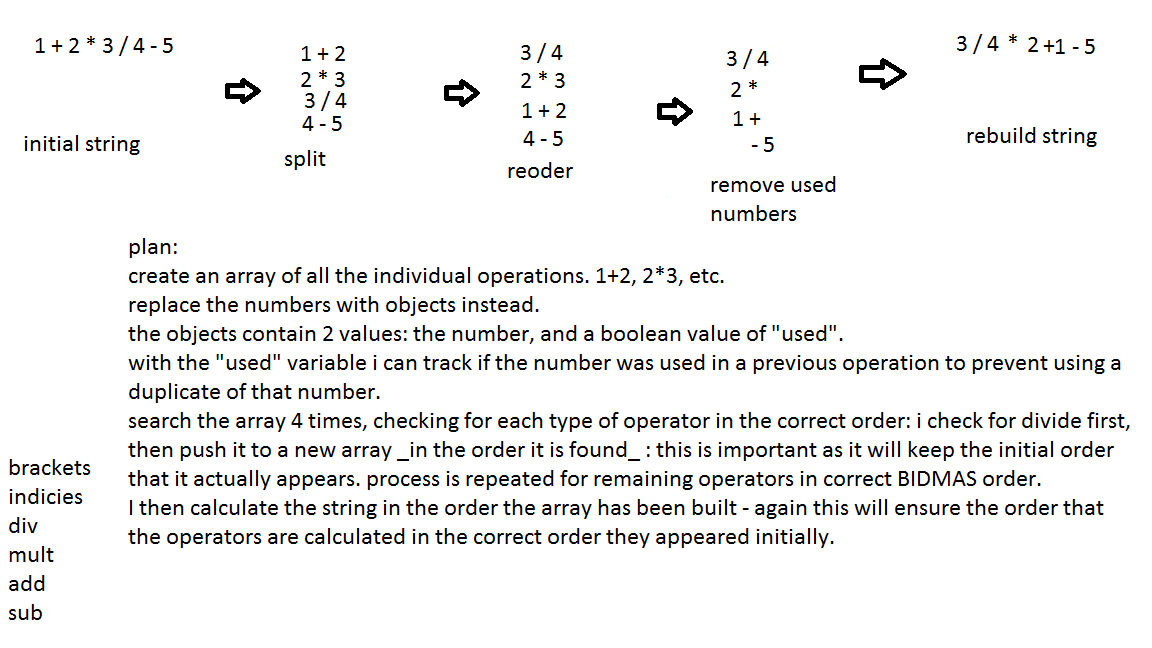 1 + 2 * 3 / 4 - 5
initial string
1 + 2
2 * 3
3 / 4
4 - 5
split
3 / 4
2 * 3
1 + 2
4 - 5
reoder
3 / 4
2 *
1 +
- 5
remove used
numbers
3 / 4 * 2 +1 - 5
rebuild string
plan:
create an array of all the individual operations. 1+2, 2*3, etc.
replace the numbers with objects instead.
the objects contain 2 values: the number, and a boolean value of "used".
with the "used" variable i can track if the number was used in a previous operation to prevent using a
duplicate of that number.
search the array 4 times, checking for each type of operator in the correct order: i check for divide first,
then push it to a new array _in the order it is found_ : this is important as it will keep the initial order
that it actually appears. process is repeated for remaining operators in correct BIDMAS order.
I then calculate the string in the order the array has been built - again this will ensure the order that
the operators are calculated in the correct order they appeared initially.
brackets
indicies
div
mult
add
sub